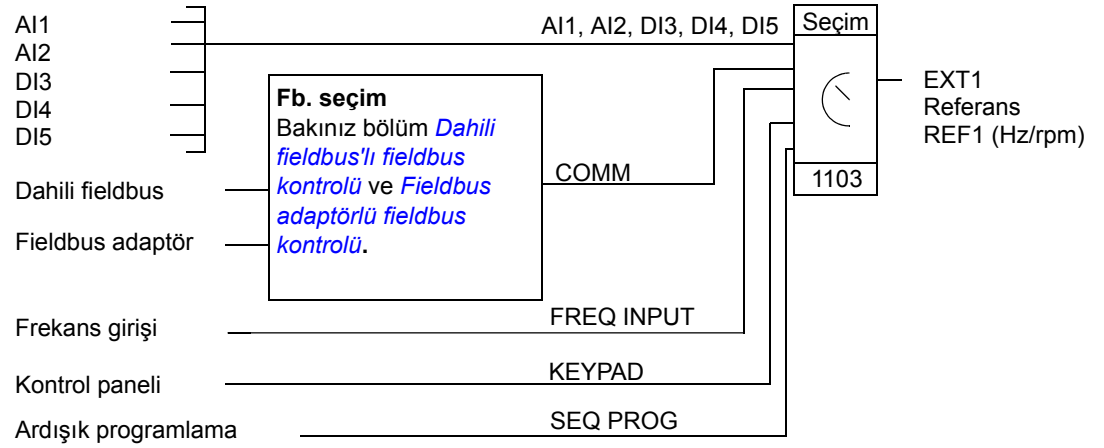 AI1
AI2
DI3
DI4
DI5
AI1, AI2, DI3, DI4, DI5
Seçim
EXT1
Referans
REF1 (Hz/rpm)
1103
Fb. seçim
Bakınız bölüm Dahili
fieldbus'lı fieldbus
kontrolü ve Fieldbus
adaptörlü fieldbus
kontrolü.
Dahili fieldbus
Fieldbus adaptör
COMM
Frekans girişi
FREQ INPUT
Kontrol paneli
KEYPAD
Ardışık programlama
SEQ PROG